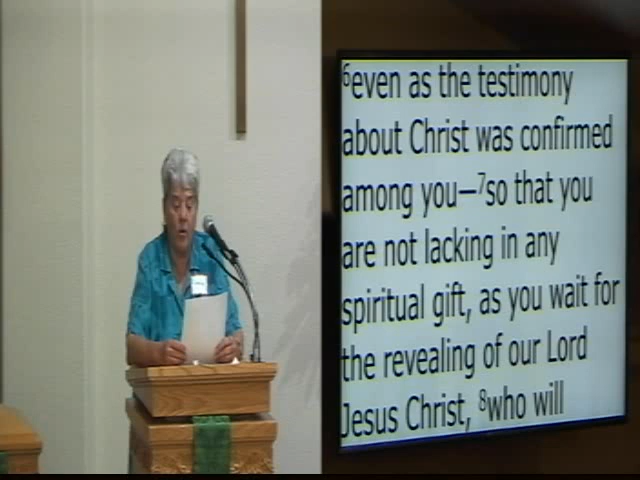 ⁶even as the testimony
about Christ was confirmed
among you—⁷so that you
are not lacking in any
spiritual gift, as you wait for
the revealing of our Lord
Jesus Christ, ⁸who will